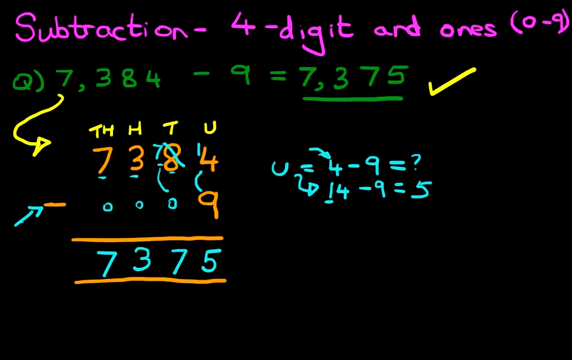 Subtraction - 4-digit and ones (0-9)
Q) 7,384 - 9 = 7,375 ✓
TH H T U
7 3 7 8 1 4
- 0 0 0 9
7 3 7 5
U = 4 - 9 = ?
14 - 9 = 5